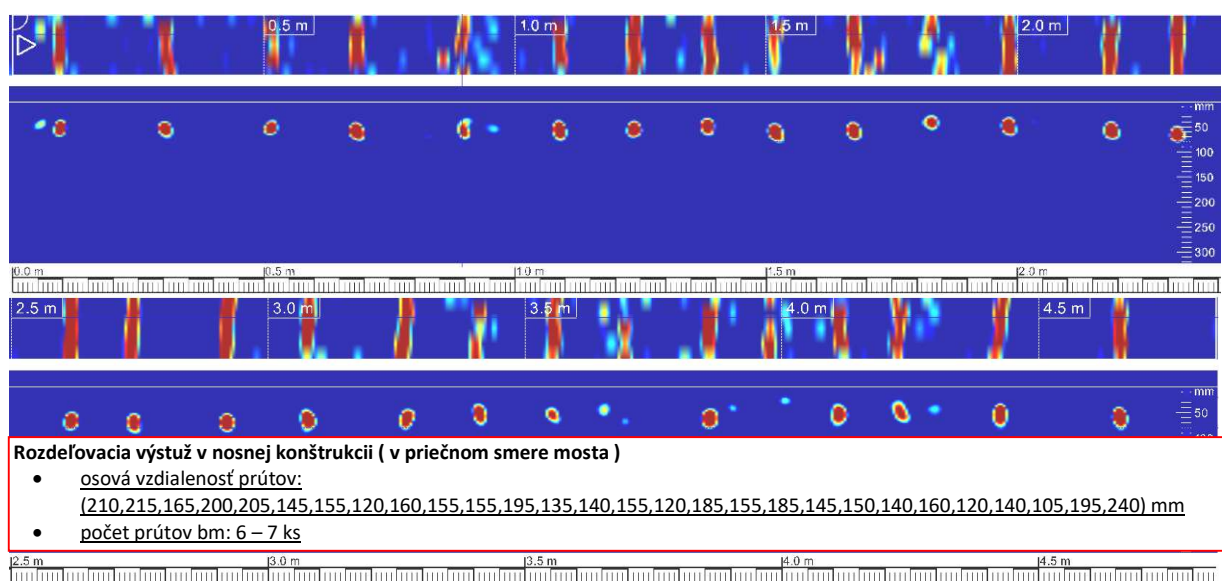 0.5 m 1.0 m 1.5 m 2.0 m
mm
50
100
150
200
250
300
0.0 m 0.5 m 1.0 m 1.5 m 2.0 m
2.5 m 3.0 m 3.5 m 4.0 m 4.5 m
mm
50
Rozdeľovacia výstuž v nosnej konštrukcii ( v priečnom smere mosta )
• osová vzdialenosť prútov:
(210,215,165,200,205,145,155,120,160,155,155,195,135,140,155,120,185,155,185,145,150,140,160,120,140,105,195,240) mm
• počet prútov bm: 6 – 7 ks
2.5 m 3.0 m 3.5 m 4.0 m 4.5 m